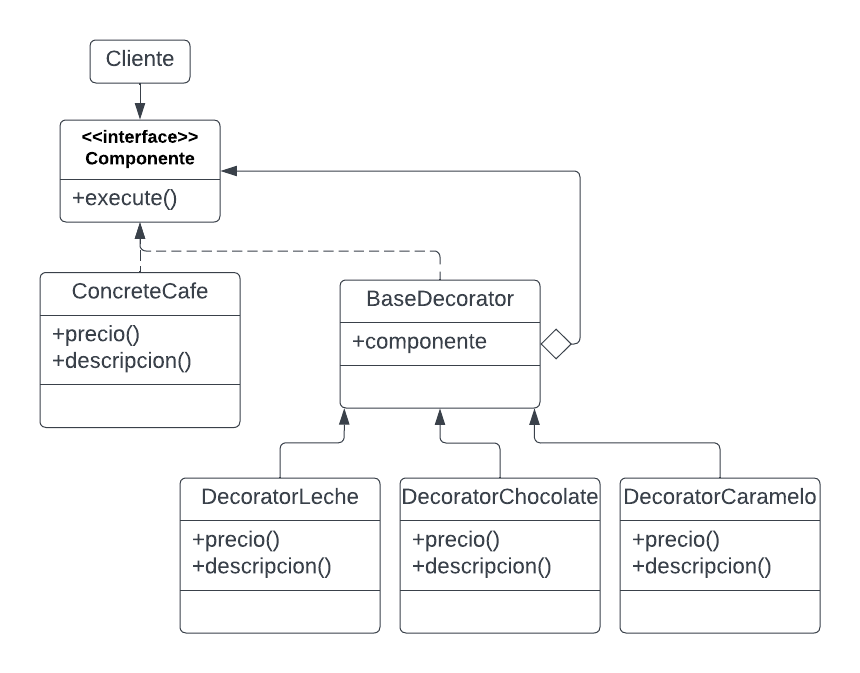 Cliente
<<interface>>
Componente
+execute()
ConcreteCafe
+precio()
+descripcion()
BaseDecorator
+componente
DecoratorLeche
+precio()
+descripcion()
DecoratorChocolate
+precio()
+descripcion()
DecoratorCaramelo
+precio()
+descripcion()